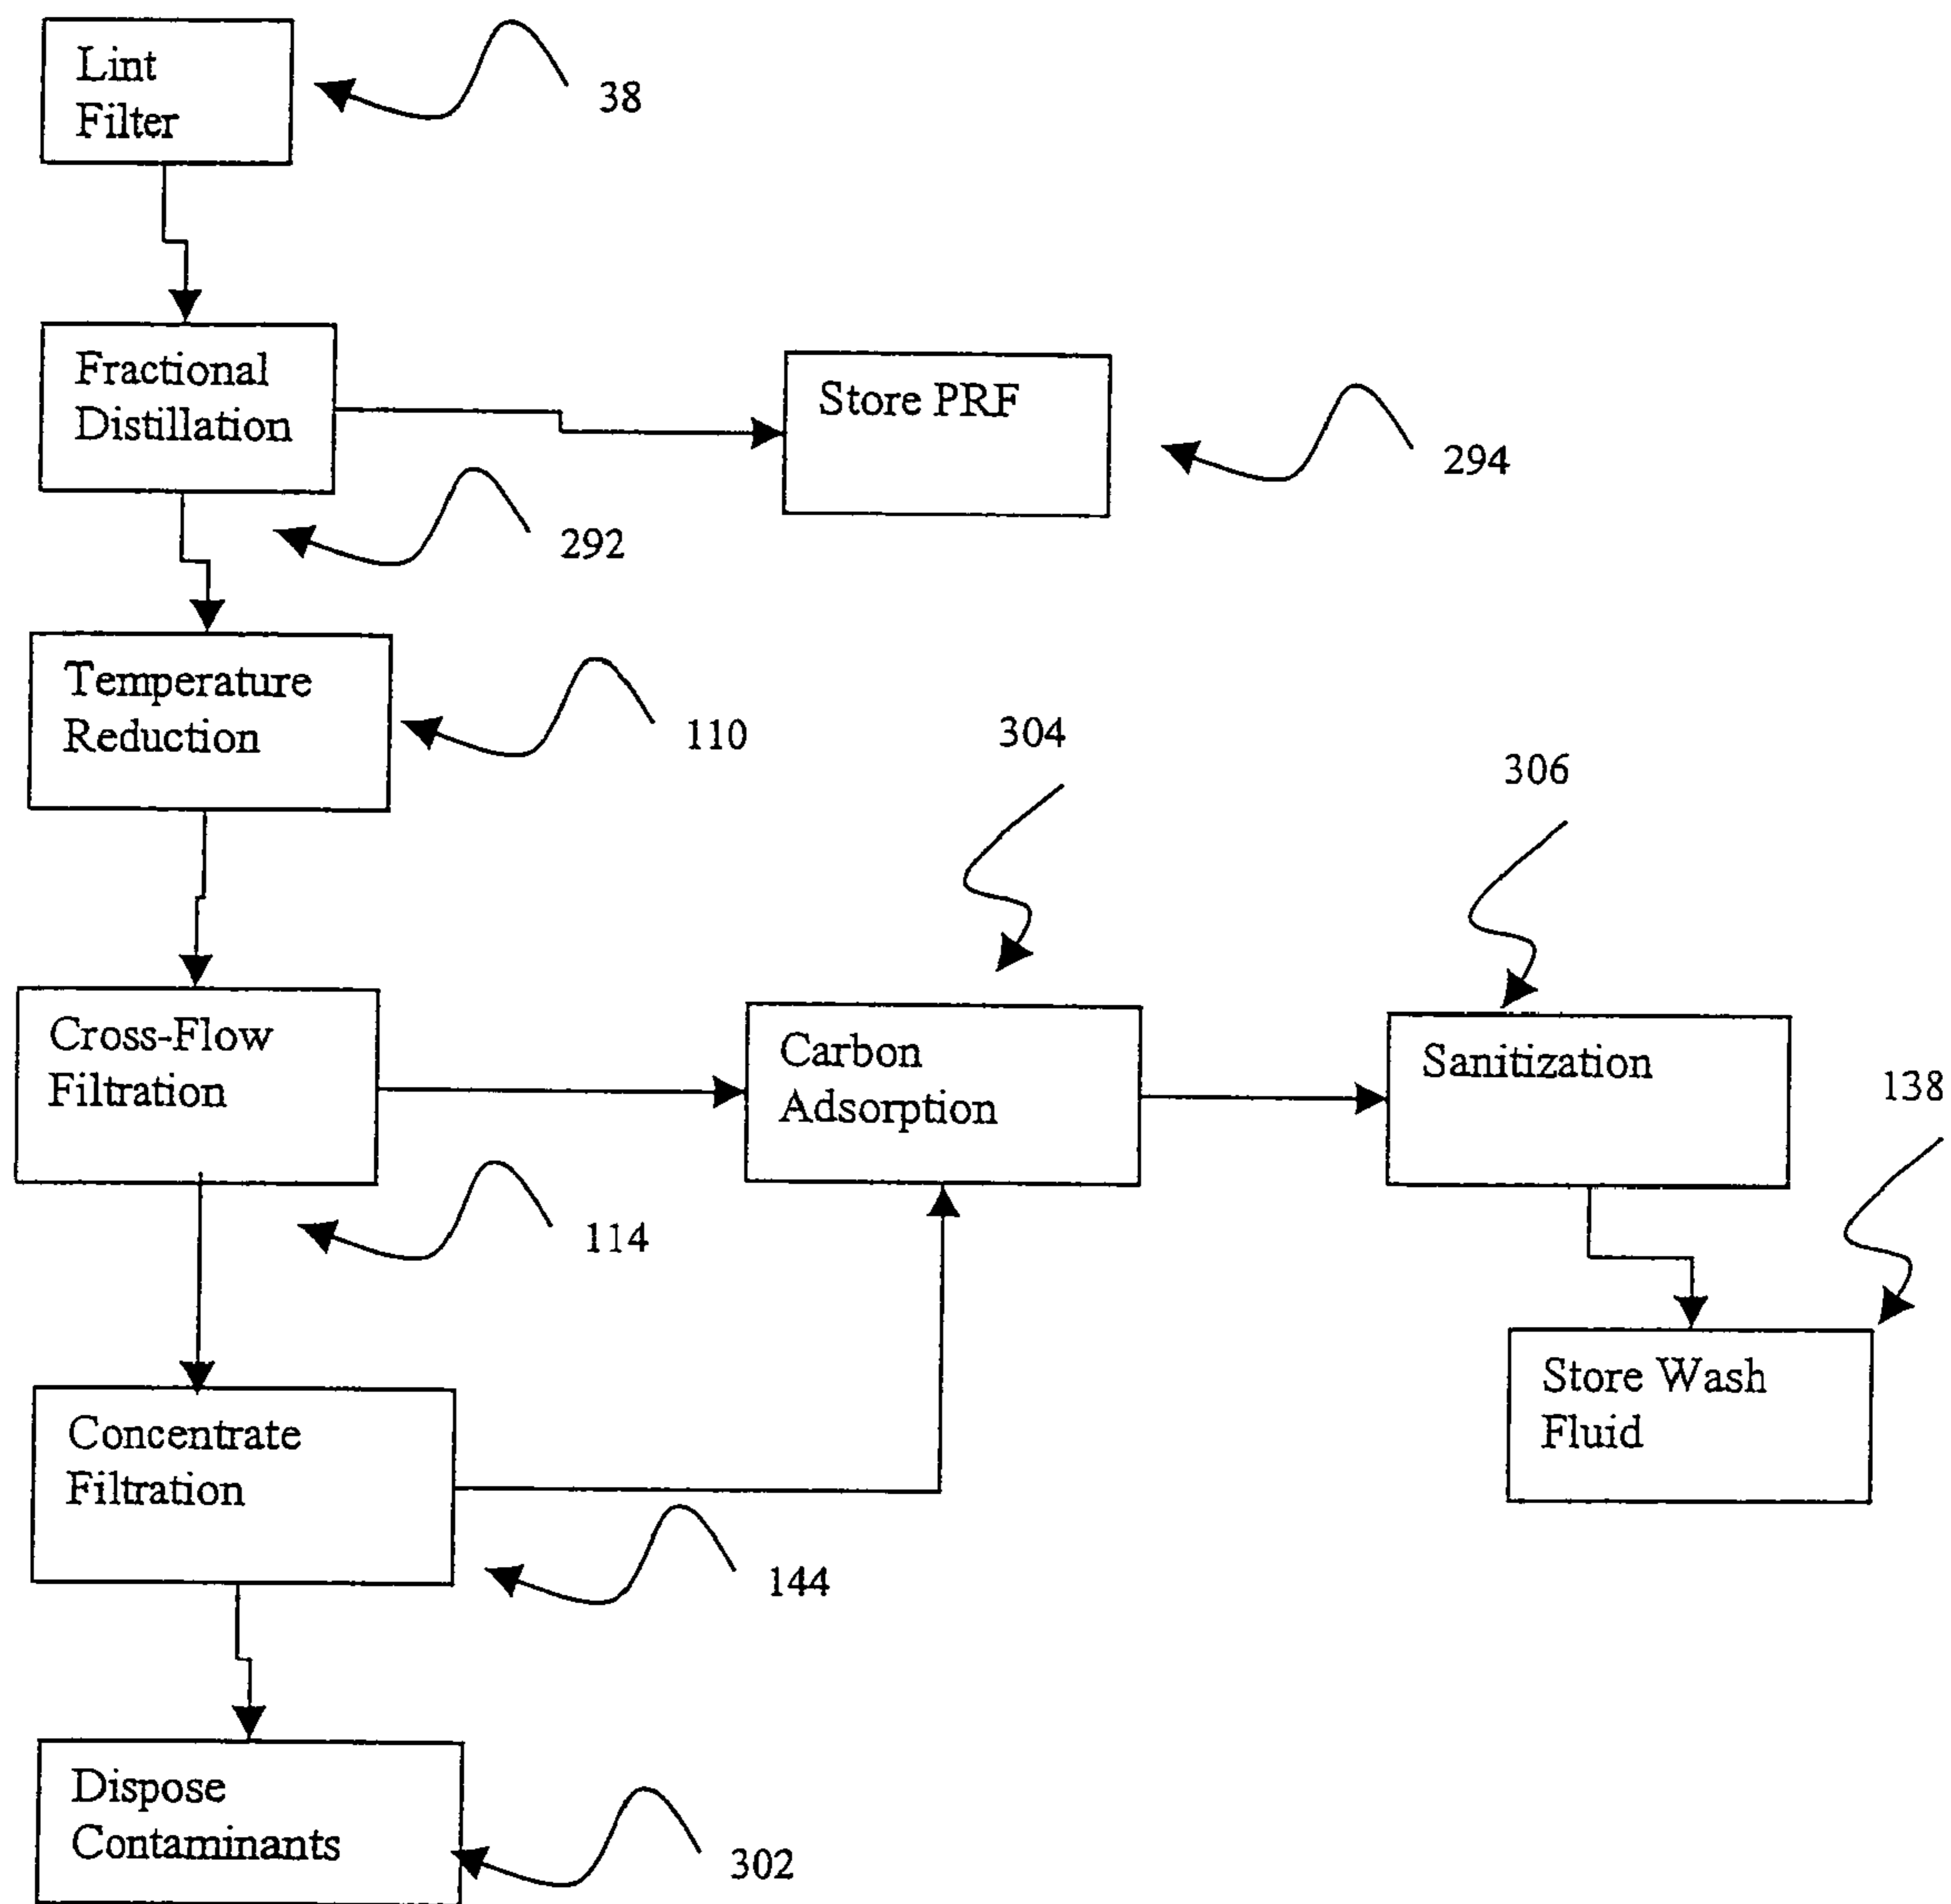 Lint
Filter
38
Fractional
Distillation
Store PRF
294
292
Temperature
Reduction
110
304
306
Cross-Flow
Filtration
Carbon
Adsorption
Sanitization
138
114
Concentrate
Filtration
Store Wash
Fluid
144
Dispose
Contaminants
302